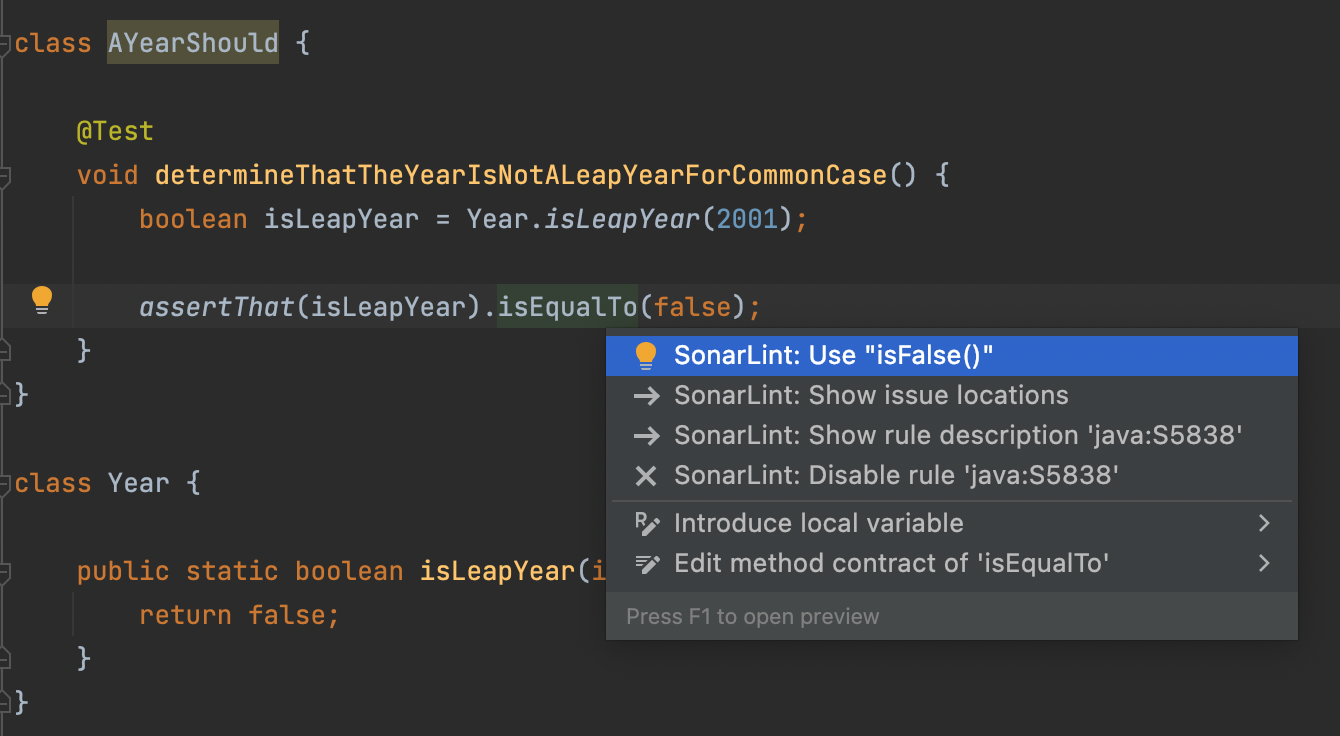 class AYearShould {
@Test
void determineThatTheYearIsNotALeapYearForCommonCase() {
boolean isLeapYear = Year.isLeapYear(2001);
assertThat(isLeapYear).isEqualTo(false);
}
}
SonarLint: Use "isFalse()"
SonarLint: Show issue locations
SonarLint: Show rule description 'java:S5838'
SonarLint: Disable rule 'java:S5838'
Introduce local variable
Edit method contract of 'isEqualTo'
Press F1 to open preview
class Year {
public static boolean isLeapYear(i
return false;
}
}